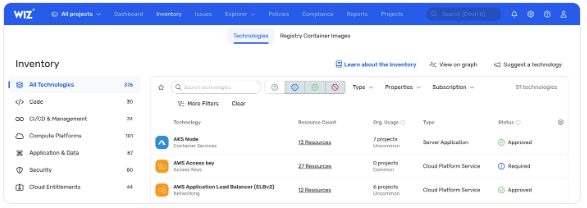 WIZ All projects Dashboard Inventory Issues Explorer Policies Compliance Reports Projects Search [Cmd K]
Technologies Registry Container Images
Inventory
Learn about the Inventory View on graph Suggest a technology
All Technologies
Code 30
CI/CD & Management 34
Compute Platforms 101
Application & Data 87
Security 80
Cloud Entitlements 44
Search technologies Type Properties Subscription 81 technologies
More Filters Clear
Technology Resource Count Org. Usage Type Status
AKS Node 13 Resources 7 projects Server Application Approved
Container Services Uncommon
AWS Access key 27 Resources 0 projects Cloud Platform Service Required
Access Keys Common
AWS Application Load Balancer (ELBv2) 12 Resources 6 projects Cloud Platform Service Approved
Networking Uncommon